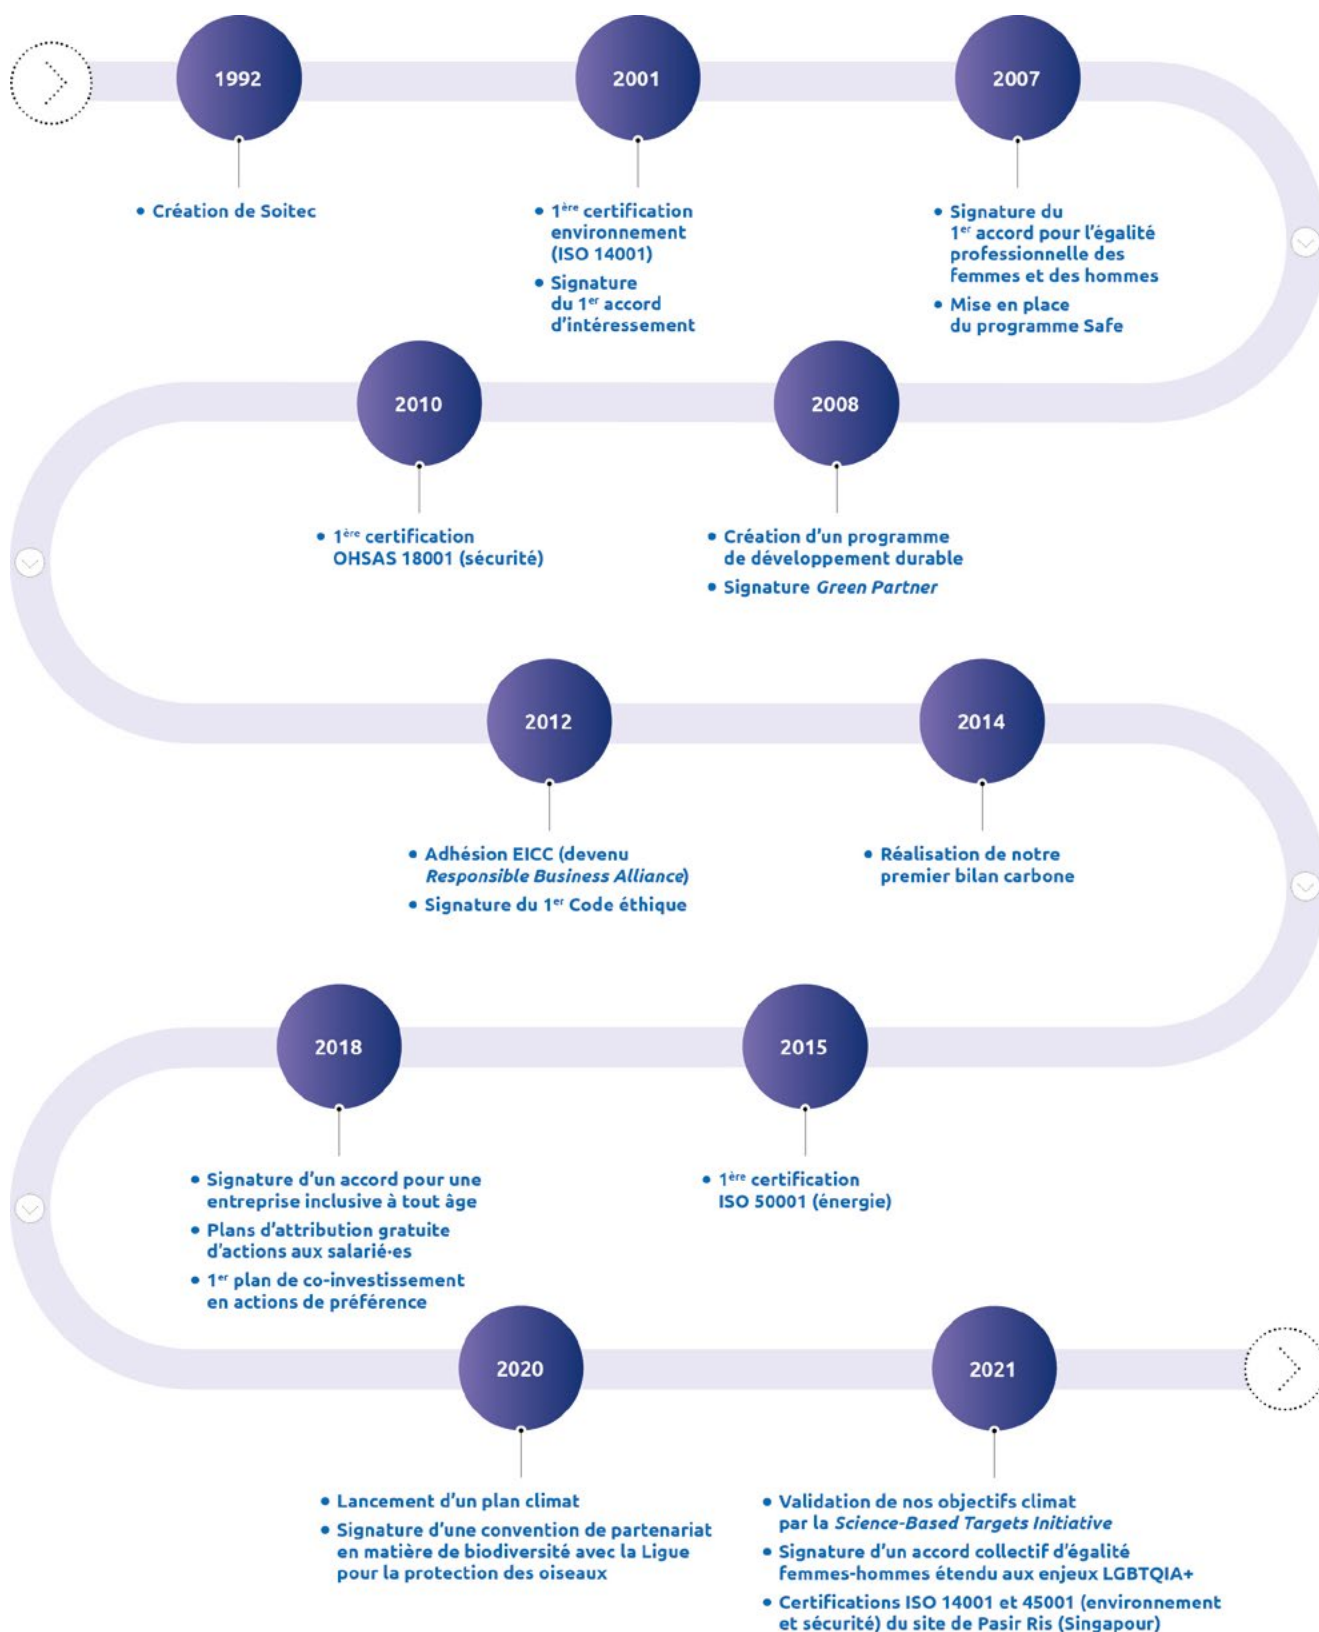 1992
• Création de Soitec
2001
• 1ère certification
environnement
(ISO 14001)
• Signature
du 1er accord
d'intéressement
2007
• Signature du
1er accord pour l'égalité
professionnelle des
femmes et des hommes
• Mise en place
du programme Safe
2008
• Création d'un programme
de développement durable
• Signature Green Partner
2010
• 1ère certification
OHSAS 18001 (sécurité)
2012
• Adhésion EICC (devenu
Responsible Business Alliance)
• Signature du 1er Code éthique
2014
• Réalisation de notre
premier bilan carbone
2015
• 1ère certification
ISO 50001 (énergie)
2018
• Signature d'un accord pour une
entreprise inclusive à tout âge
• Plans d'attribution gratuite
d'actions aux salarié·es
• 1er plan de co-investissement
en actions de préférence
2020
• Lancement d'un plan climat
• Signature d'une convention de partenariat
en matière de biodiversité avec la Ligue
pour la protection des oiseaux
2021
• Validation de nos objectifs climat
par la Science-Based Targets Initiative
• Signature d'un accord collectif d'égalité
femmes-hommes étendu aux enjeux LGBTQIA+
• Certifications ISO 14001 et 45001 (environnement
et sécurité) du site de Pasir Ris (Singapour)